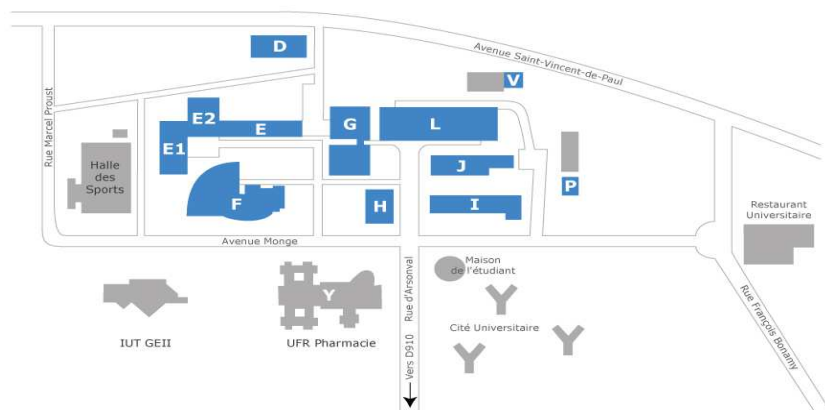 Avenue Saint-Vincent-de-Paul
D
V
Rue Marcel Proust
E2
E
E1
G
L
Halle
des
Sports
J
P
F
H
I
Restaurant
Universitaire
Avenue Monge
Vers D910 Rue d'Arsonval
Maison
de l'étudiant
Y
Cité Universitaire
Rue François Bonamy
IUT GEII
UFR Pharmacie